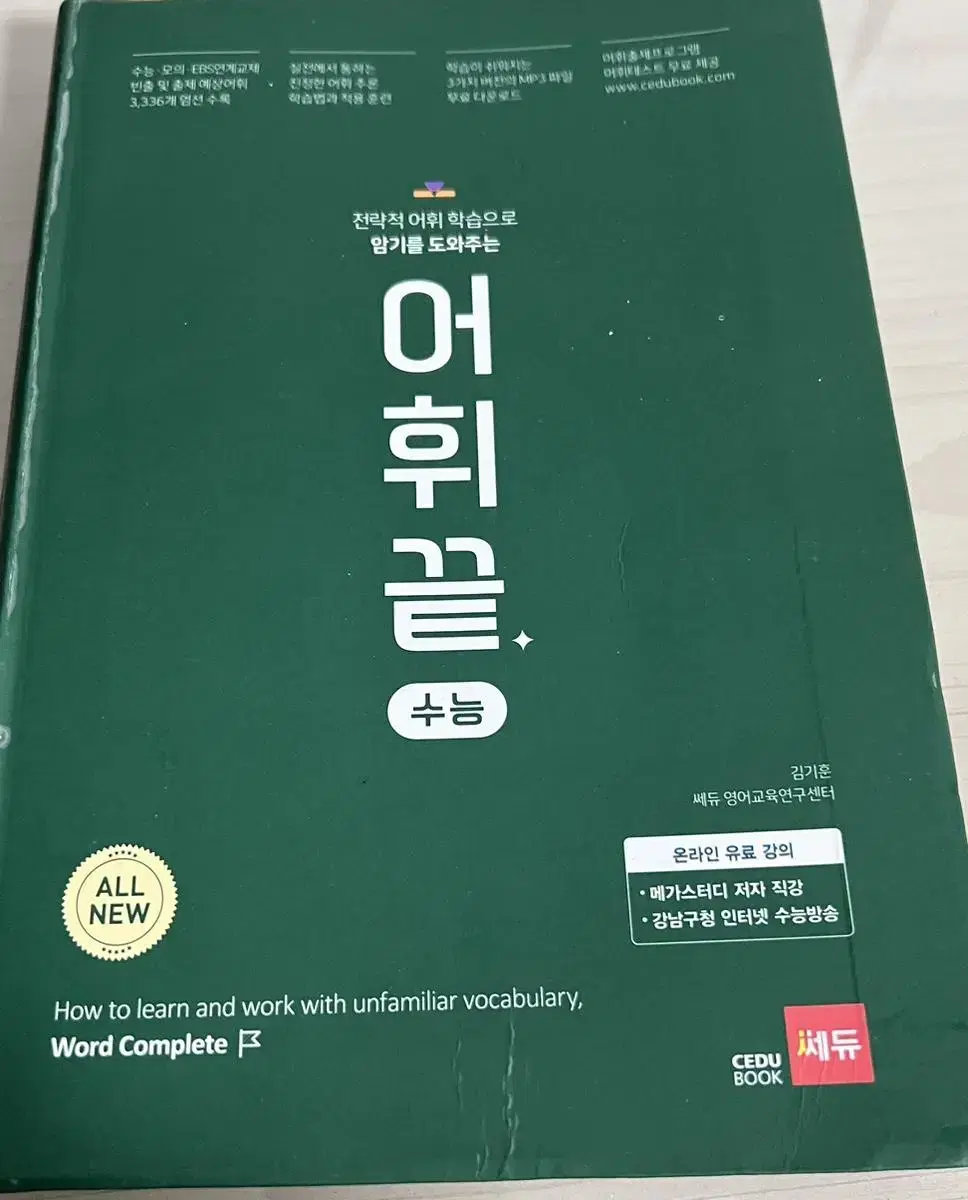 수능·모의·EBS연계교재
빈출 및 출제 예상어휘
3,336개 엄선 수록
실전에서 통하는
진정한 어휘 추론
학습법과 적용 훈련
학습이 쉬워지는
3가지 버전의 MP3 파일
무료 다운로드
어휘출제프로그램
어휘테스트 무료 제공
www.cedubook.com
전략적 어휘 학습으로
암기를 도와주는
어휘끝
수능
김기훈
쎄듀 영어교육연구센터
온라인 유료 강의
• 메가스터디 저자 직강
• 강남구청 인터넷 수능방송
ALL
NEW
How to learn and work with unfamiliar vocabulary,
Word Complete
CEDU
BOOK
쎄듀